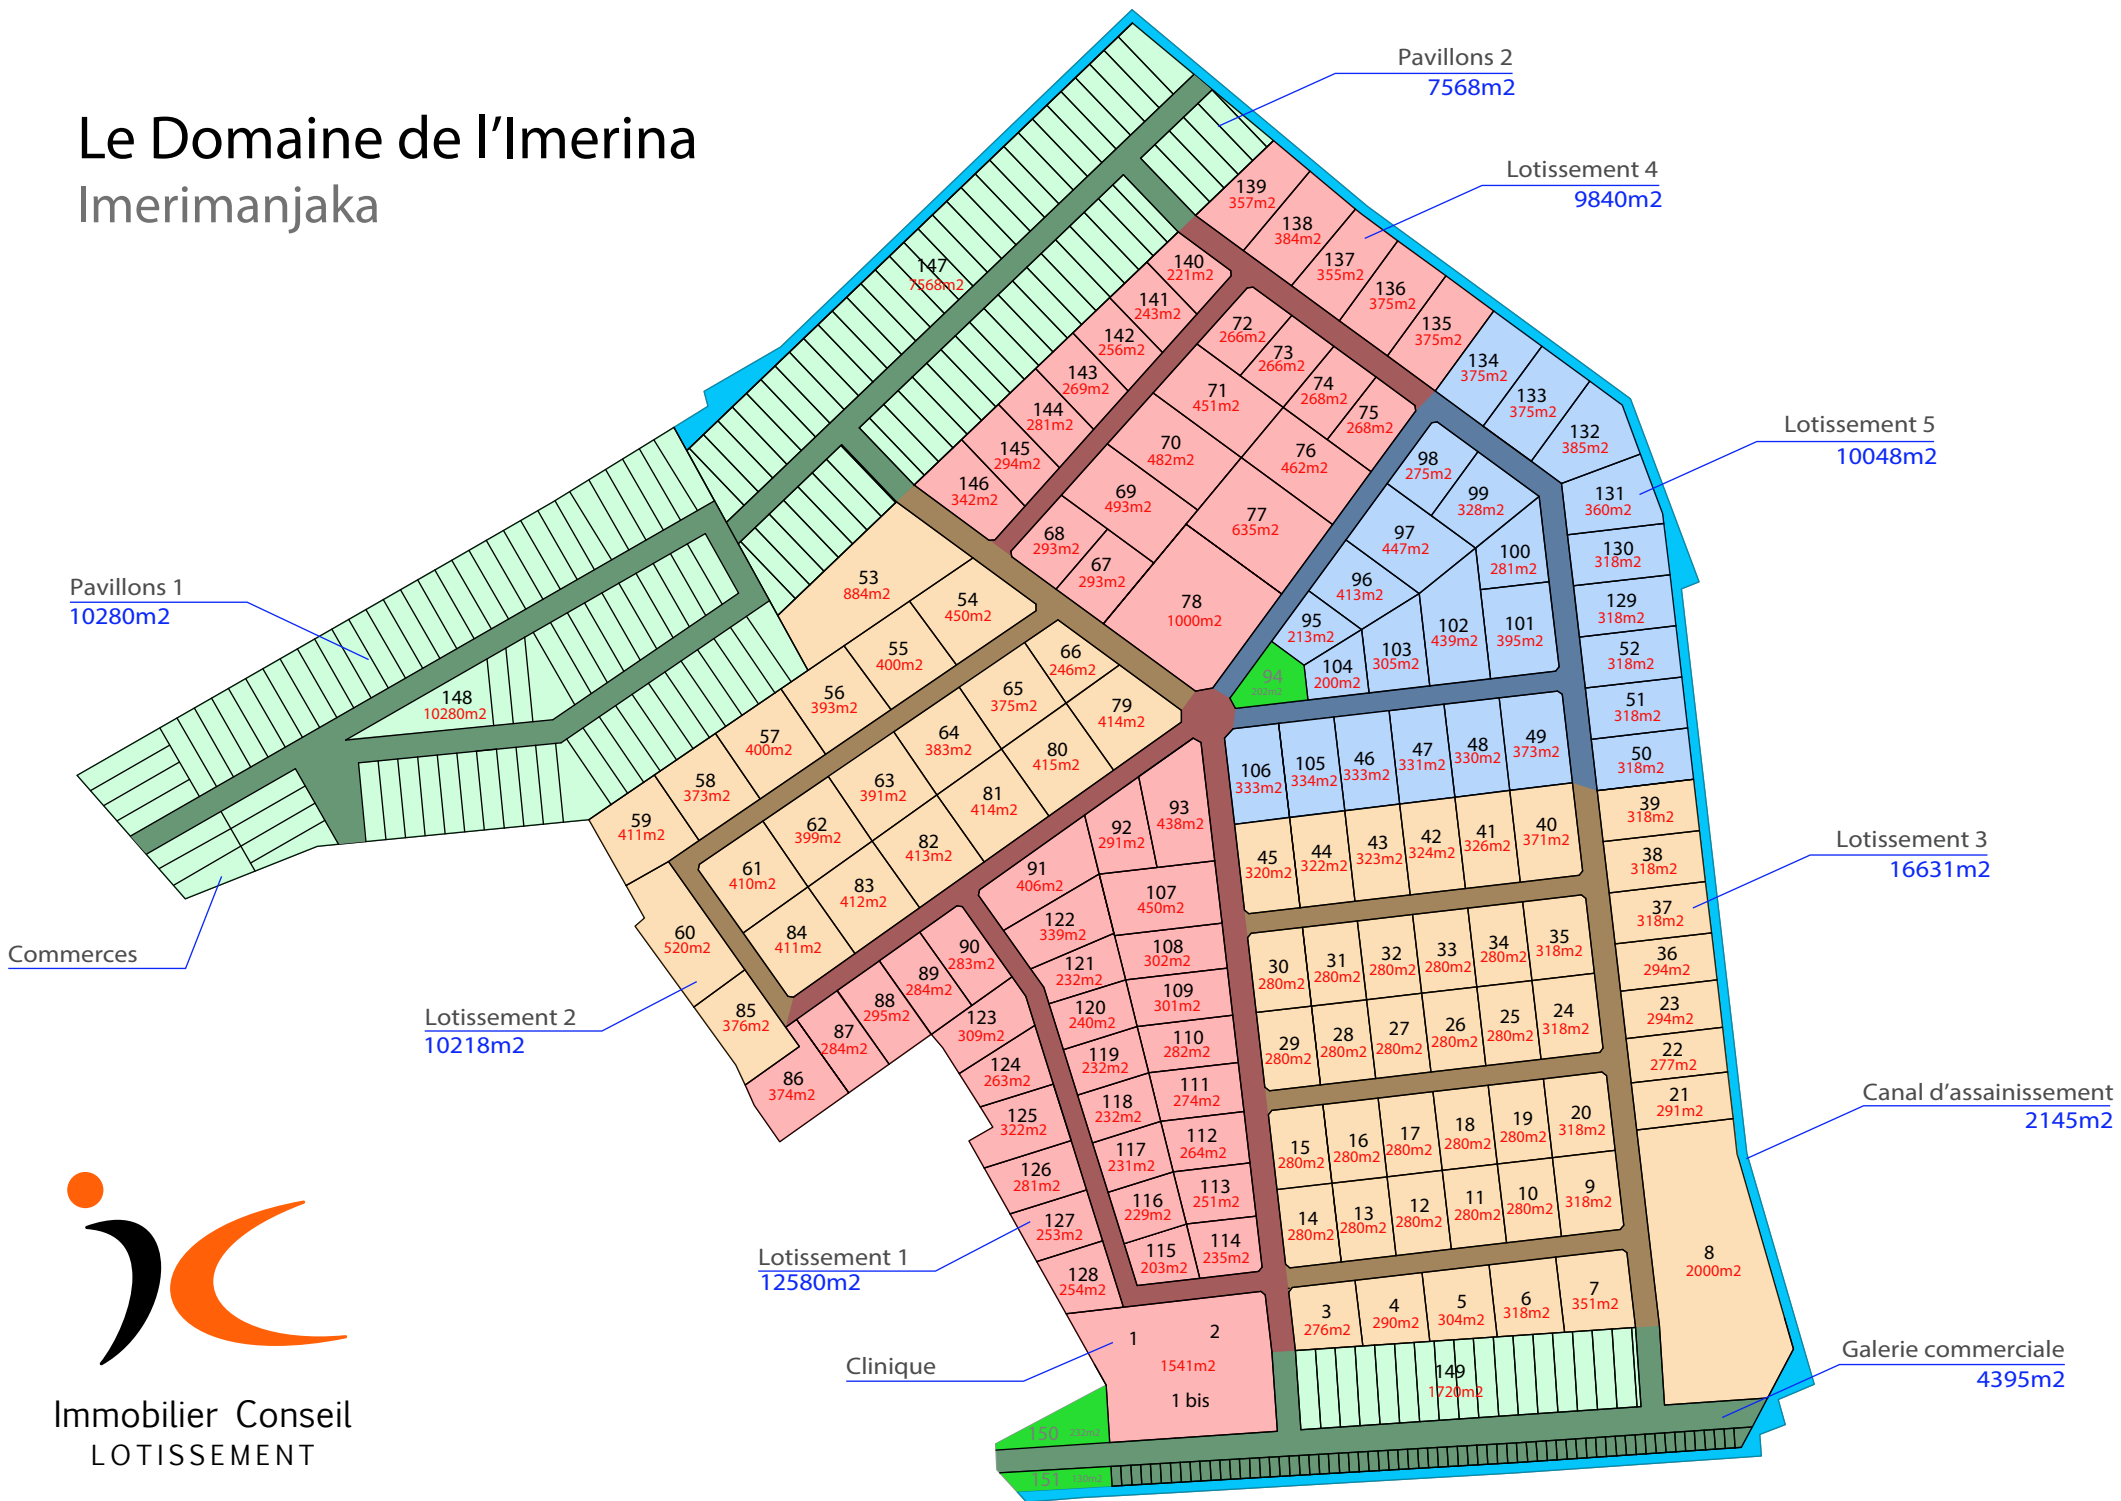 Le Domaine de l'Imerina
Imerimanjaka
Pavillons 2
7568m2
Lotissement 4
9840m2
Lotissement 5
10048m2
Pavillons 1
10280m2
Commerces
Lotissement 2
10218m2
Lotissement 3
16631m2
Canal d'assainissement
2145m2
Lotissement 1
12580m2
Clinique
Galerie commerciale
4395m2
147
7568m2
148
10280m2
139
357m2
138
384m2
137
355m2
136
375m2
135
375m2
134
375m2
133
375m2
132
385m2
131
360m2
130
318m2
129
318m2
52
318m2
51
318m2
50
318m2
140
221m2
141
243m2
142
256m2
143
269m2
144
281m2
145
294m2
146
342m2
72
266m2
73
266m2
74
268m2
75
268m2
71
451m2
70
482m2
76
462m2
69
493m2
77
635m2
68
293m2
67
293m2
78
1000m2
98
275m2
99
328m2
97
447m2
100
281m2
96
413m2
95
213m2
101
395m2
102
439m2
103
305m2
104
200m2
94
202m2
53
884m2
54
450m2
55
400m2
56
393m2
57
400m2
58
373m2
59
411m2
60
520m2
66
246m2
65
375m2
64
383m2
63
391m2
62
399m2
61
410m2
79
414m2
80
415m2
81
414m2
82
413m2
83
412m2
84
411m2
85
376m2
86
374m2
87
284m2
88
295m2
89
284m2
90
283m2
91
406m2
92
291m2
93
438m2
107
450m2
122
339m2
108
302m2
121
232m2
109
301m2
120
240m2
110
282m2
119
232m2
111
274m2
118
232m2
112
264m2
117
231m2
113
251m2
116
229m2
114
235m2
115
203m2
123
309m2
124
263m2
125
322m2
126
281m2
127
253m2
128
254m2
106
333m2
105
334m2
46
333m2
47
331m2
48
330m2
49
373m2
45
320m2
44
322m2
43
323m2
42
324m2
41
326m2
40
371m2
39
318m2
38
318m2
37
318m2
36
294m2
23
294m2
22
277m2
21
291m2
8
2000m2
30
280m2
31
280m2
32
280m2
33
280m2
34
280m2
35
318m2
29
280m2
28
280m2
27
280m2
26
280m2
25
280m2
24
318m2
15
280m2
16
280m2
17
280m2
18
280m2
19
280m2
20
318m2
14
280m2
13
280m2
12
280m2
11
280m2
10
280m2
9
318m2
3
276m2
4
290m2
5
304m2
6
318m2
7
351m2
1
2
1541m2
1 bis
149
1720m2
150 232m2
151 130m2
Immobilier Conseil
LOTISSEMENT